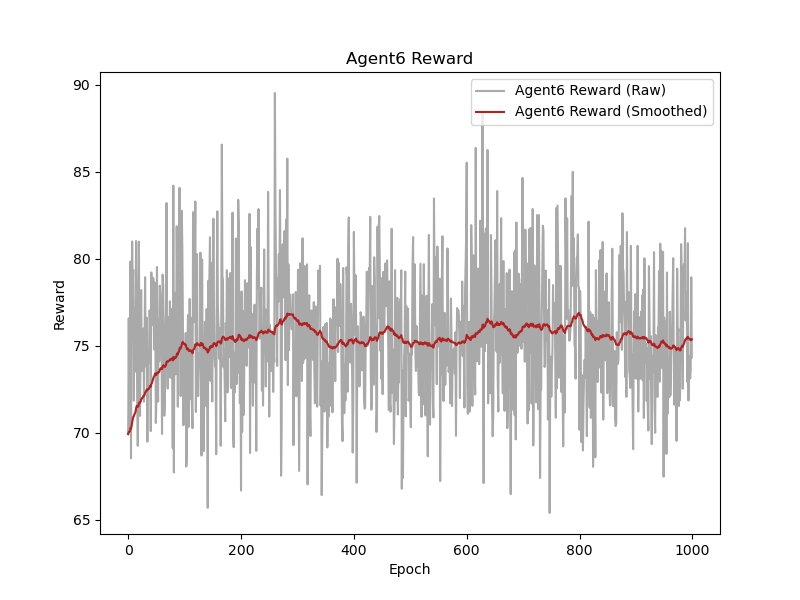 Agent6 Reward
90
Agent6 Reward (Raw)
Agent6 Reward (Smoothed)
85
80
75
70
65
Reward
0 200 400 600 800 1000
Epoch